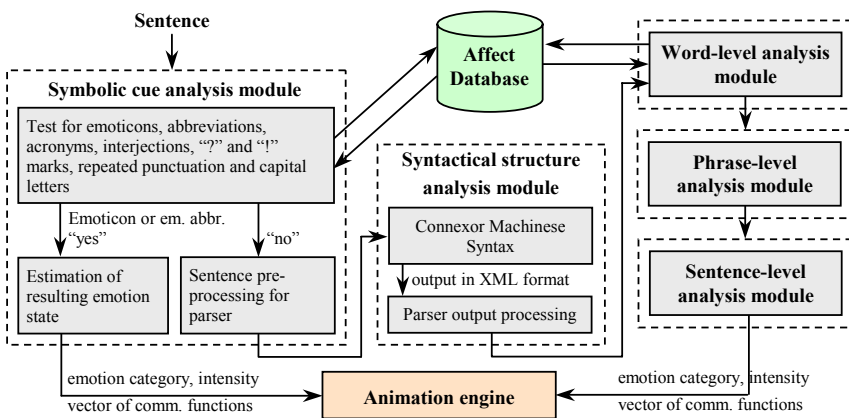 Sentence
Symbolic cue analysis module
Test for emoticons, abbreviations,
acronyms, interjections, “?” and “!”
marks, repeated punctuation and capital
letters
Emoticon or em. abbr.
“yes”
“no”
Estimation of
resulting emotion
state
Sentence pre-
processing for
parser
Affect
Database
Syntactical structure
analysis module
Connexor Machinese
Syntax
output in XML format
Parser output processing
Word-level analysis
module
Phrase-level
analysis module
Sentence-level
analysis module
emotion category, intensity
vector of comm. functions
Animation engine
emotion category, intensity
vector of comm. functions